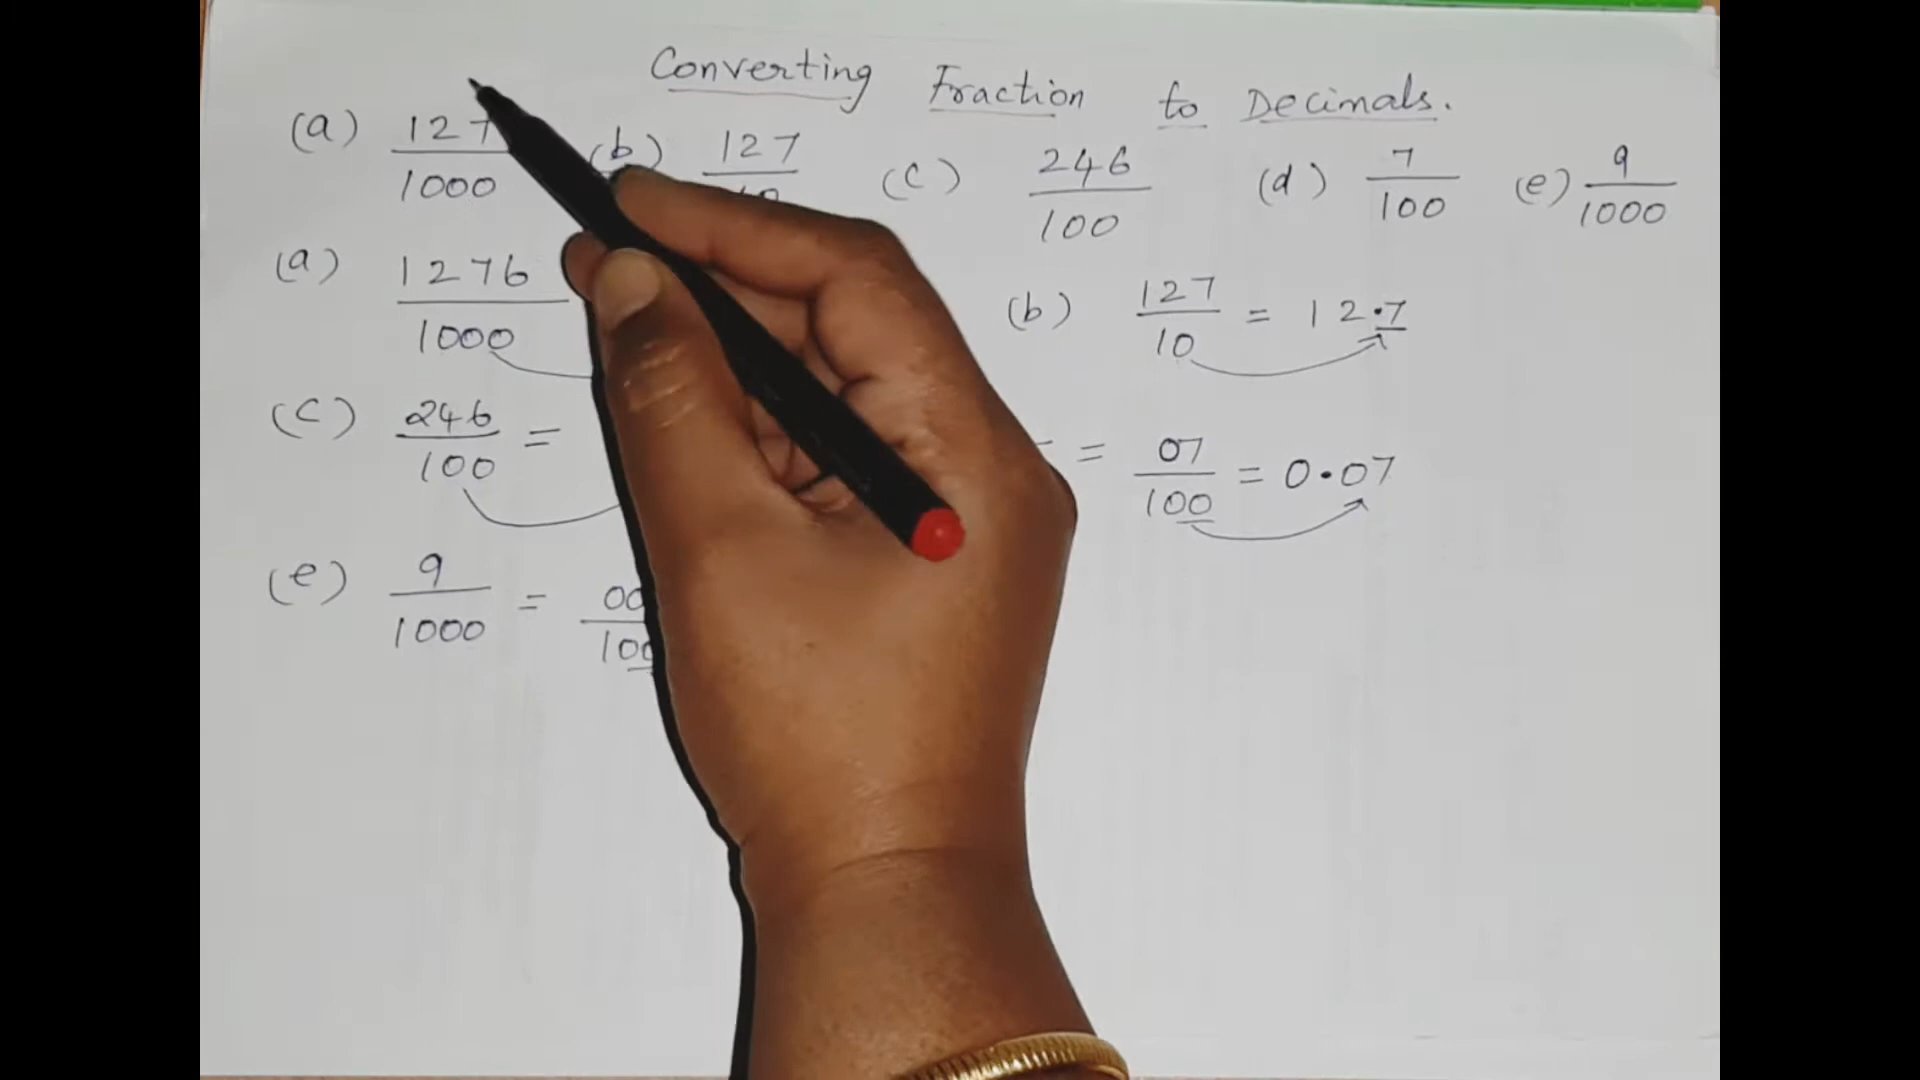 Converting Fraction to Decimals.
(a) 127/1000 (b) 127/10 (c) 246/100 (d) 7/100 (e) 9/1000
(a) 1276/1000 (b) 127/10 = 12.7
(c) 246/100 = = 07/100 = 0.07
(e) 9/1000 =